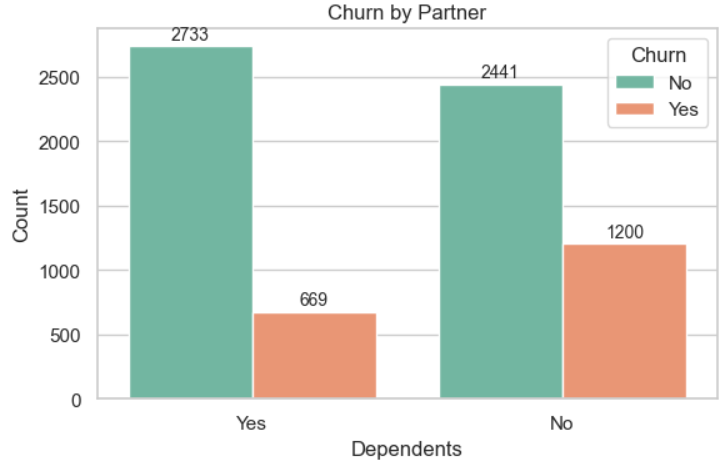 Churn by Partner
2733
2441
Churn
No
Yes
2500
2000
1500
1200
1000
669
500
0
Count
Yes
No
Dependents